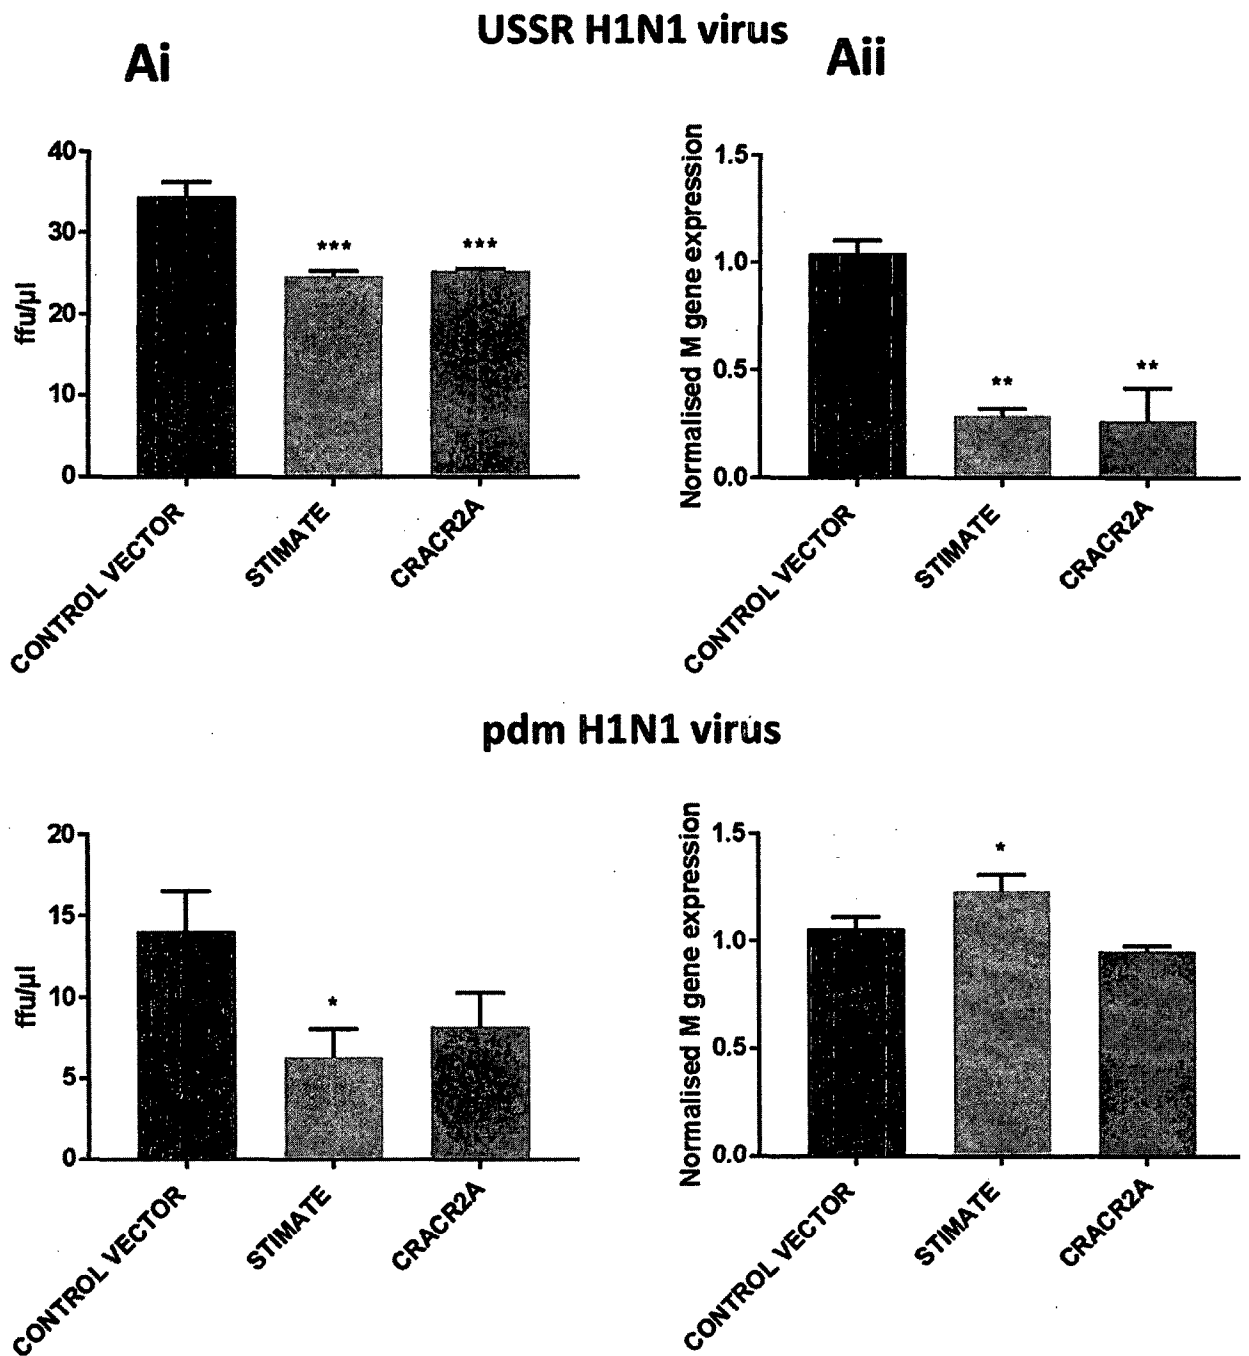 USSR H1N1 virus
Ai
Aii
40
30
20
10
0
ffu/µl
***
***
CONTROL VECTOR
STIMATE
CRACR2A
1.5
1.0
0.5
0.0
Normalised M gene expression
**
**
CONTROL VECTOR
STIMATE
CRACR2A
pdm H1N1 virus
20
15
10
5
0
ffu/µl
*
CONTROL VECTOR
STIMATE
CRACR2A
1.5
1.0
0.5
0.0
Normalised M gene expression
*
CONTROL VECTOR
STIMATE
CRACR2A